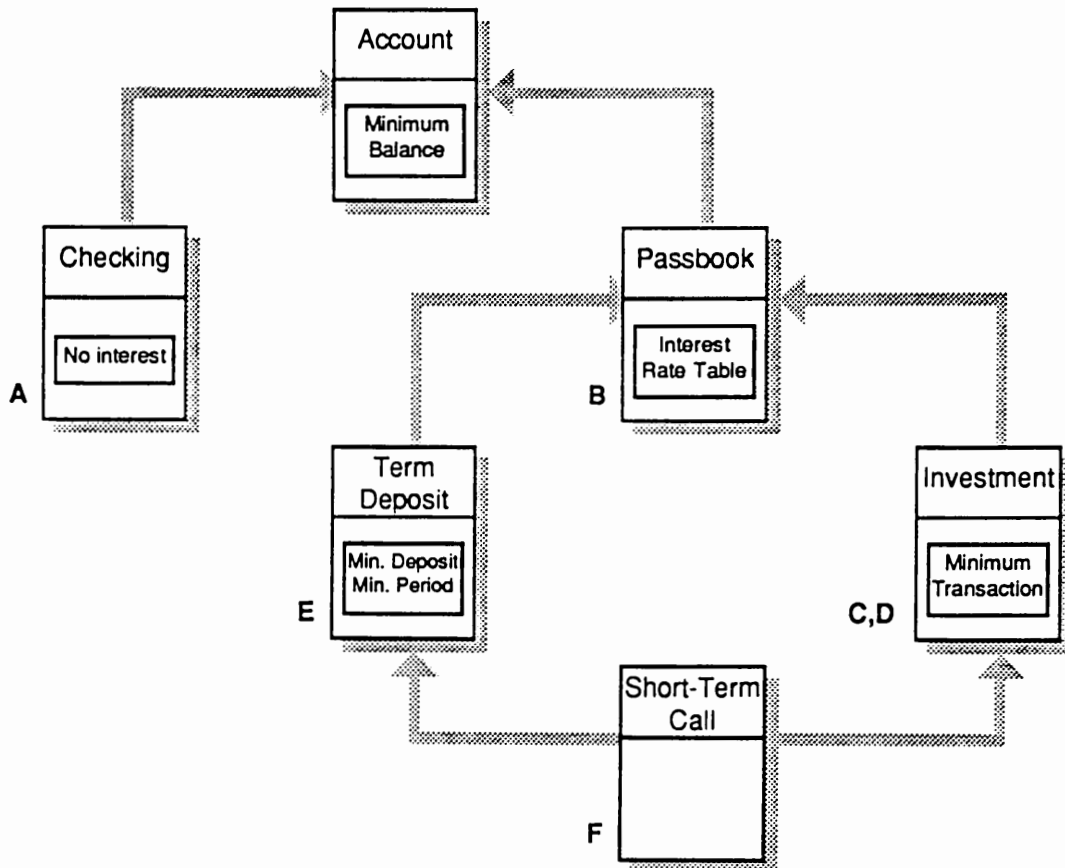 Account
Minimum
Balance
Checking
No interest
A
Passbook
Interest
Rate Table
B
Term
Deposit
Min. Deposit
Min. Period
E
Investment
Minimum
Transaction
C,D
Short-Term
Call
F